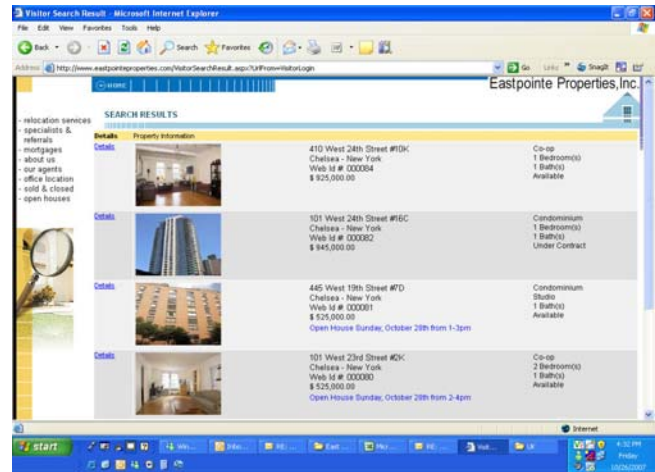 Visitor Search Result - Microsoft Internet Explorer
File Edit View Favorites Tools Help
Back Search Favorites
Address http://www.eastpointeproperties.com/VisitorSearchResult.aspx?UrlFrom=VisitorLogin Go Links SnagIt
HOME
Eastpointe Properties,Inc.
SEARCH RESULTS
- relocation services
- specialists &
referrals
- mortgages
- about us
- our agents
- office location
- sold & closed
- open houses
Details Property Information
Details
410 West 24th Street #10K
Chelsea - New York
Web Id # 000084
$ 925,000.00
Co-op
1 Bedroom(s)
1 Bath(s)
Available
Details
101 West 24th Street #16C
Chelsea - New York
Web Id # 000082
$ 945,000.00
Condominium
1 Bedroom(s)
1 Bath(s)
Under Contract
Details
445 West 19th Street #7D
Chelsea - New York
Web Id # 000081
$ 525,000.00
Open House Sunday, October 28th from 1-3pm
Condominium
Studio
1 Bath(s)
Available
Details
101 West 23rd Street #2K
Chelsea - New York
Web Id # 000080
$ 525,000.00
Open House Sunday, October 28th from 2-4pm
Co-op
2 Bedroom(s)
1 Bath(s)
Available
Internet
start RE: ... East ... RE: ... Visit... UI
4:32 PM
Friday
10/26/2007